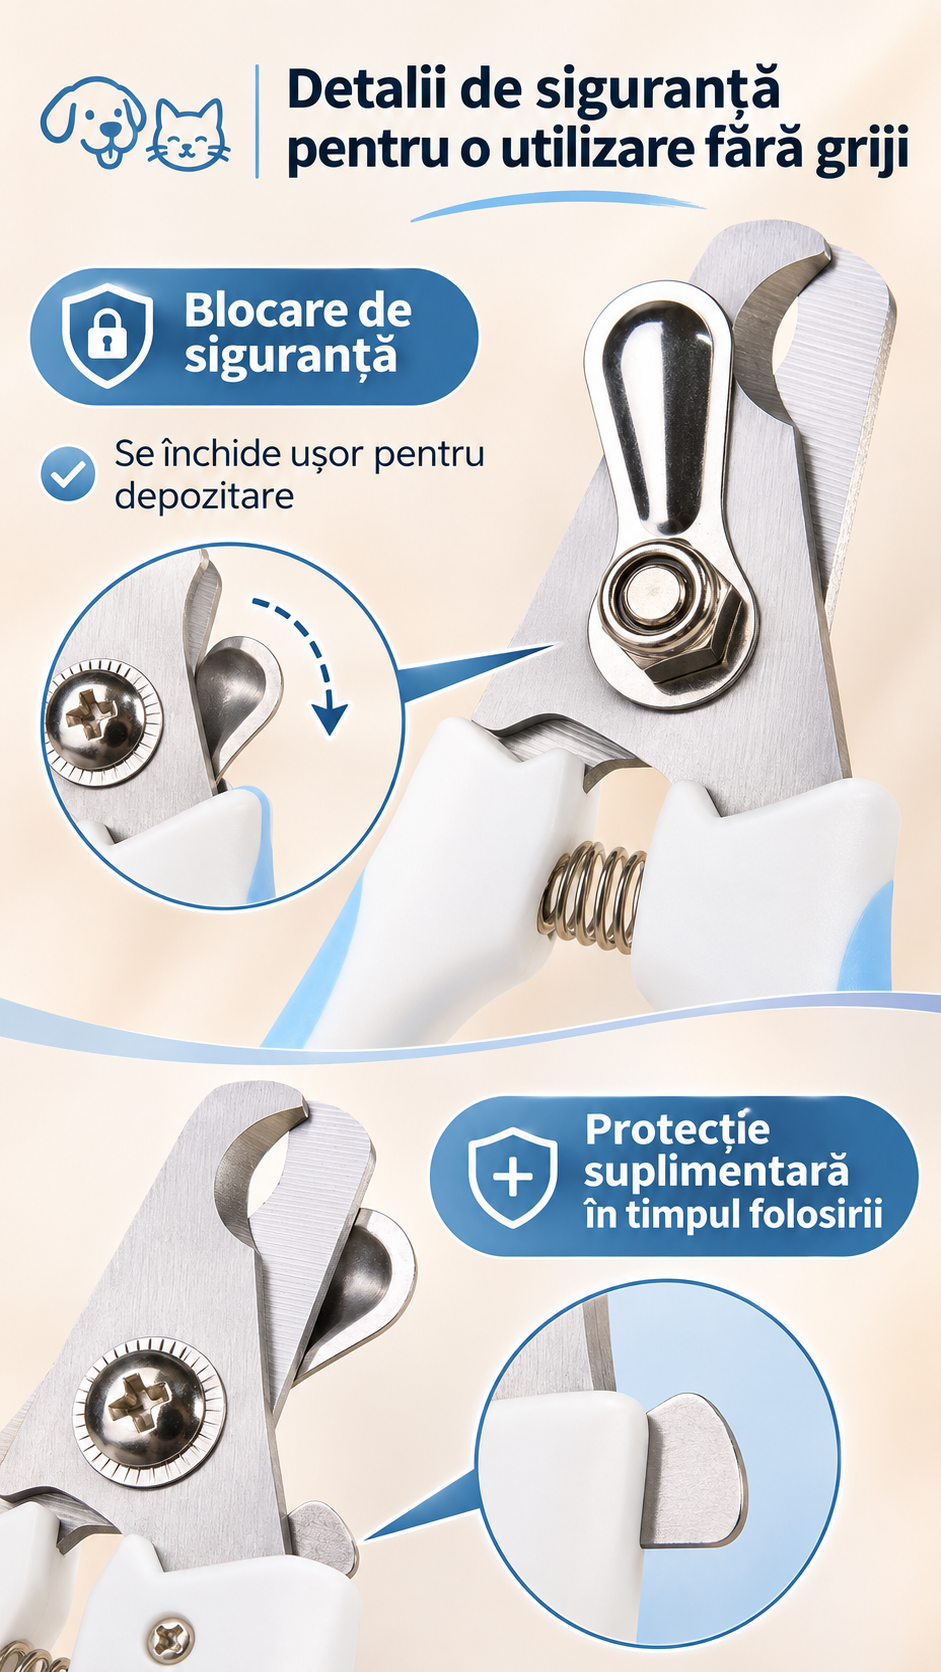 Detalii de siguranță
pentru o utilizare fără griji
Blocare de
siguranță
Se închide ușor pentru
depozitare
Protecție
suplimentară
în timpul folosirii